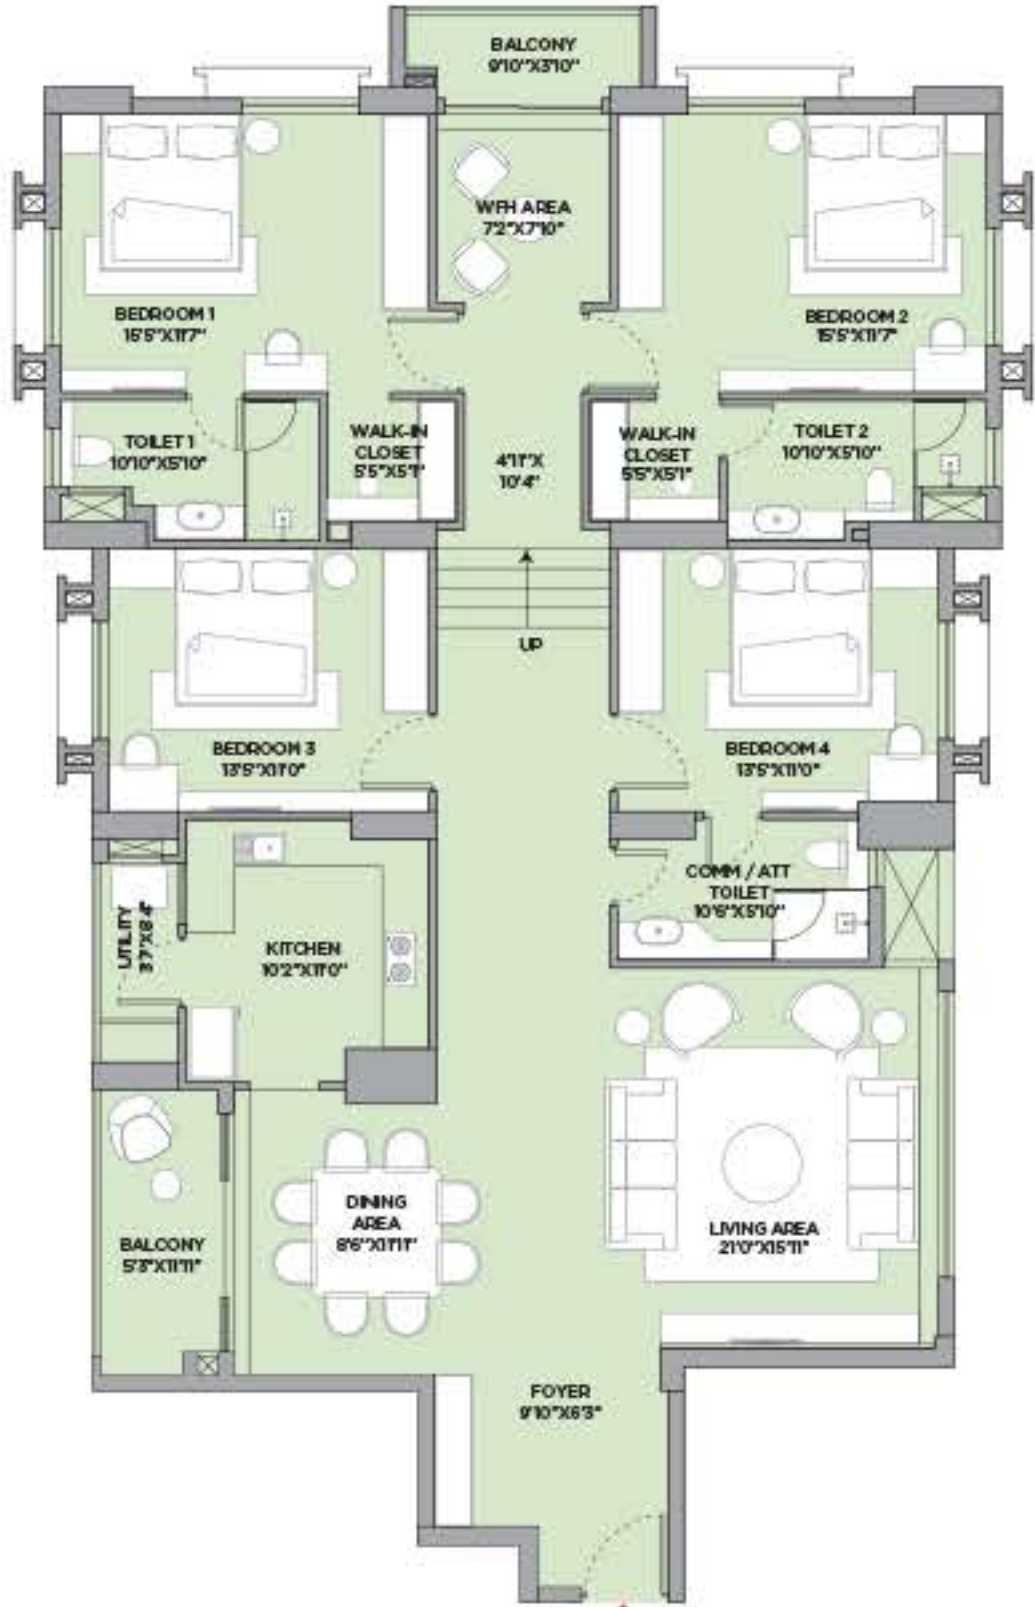 BALCONY
9'10"X3'10"
WFH AREA
7'2"X7'10"
BEDROOM 1
15'5"X11'7"
BEDROOM 2
15'5"X11'7"
TOILET 1
10'10"X5'10"
WALK-IN
CLOSET
5'5"X5'1"
4'11"X
10'4"
WALK-IN
CLOSET
5'5"X5'1"
TOILET 2
10'10"X5'10"
UP
BEDROOM 3
13'5"X11'0"
BEDROOM 4
13'5"X11'0"
COMM / ATT
TOILET
10'6"X5'10"
UTILITY
3'7"X8'4"
KITCHEN
10'2"X11'0"
DINING
AREA
8'6"X11'11"
LIVING AREA
21'0"X15'11"
BALCONY
5'3"X11'11"
FOYER
9'10"X6'3"